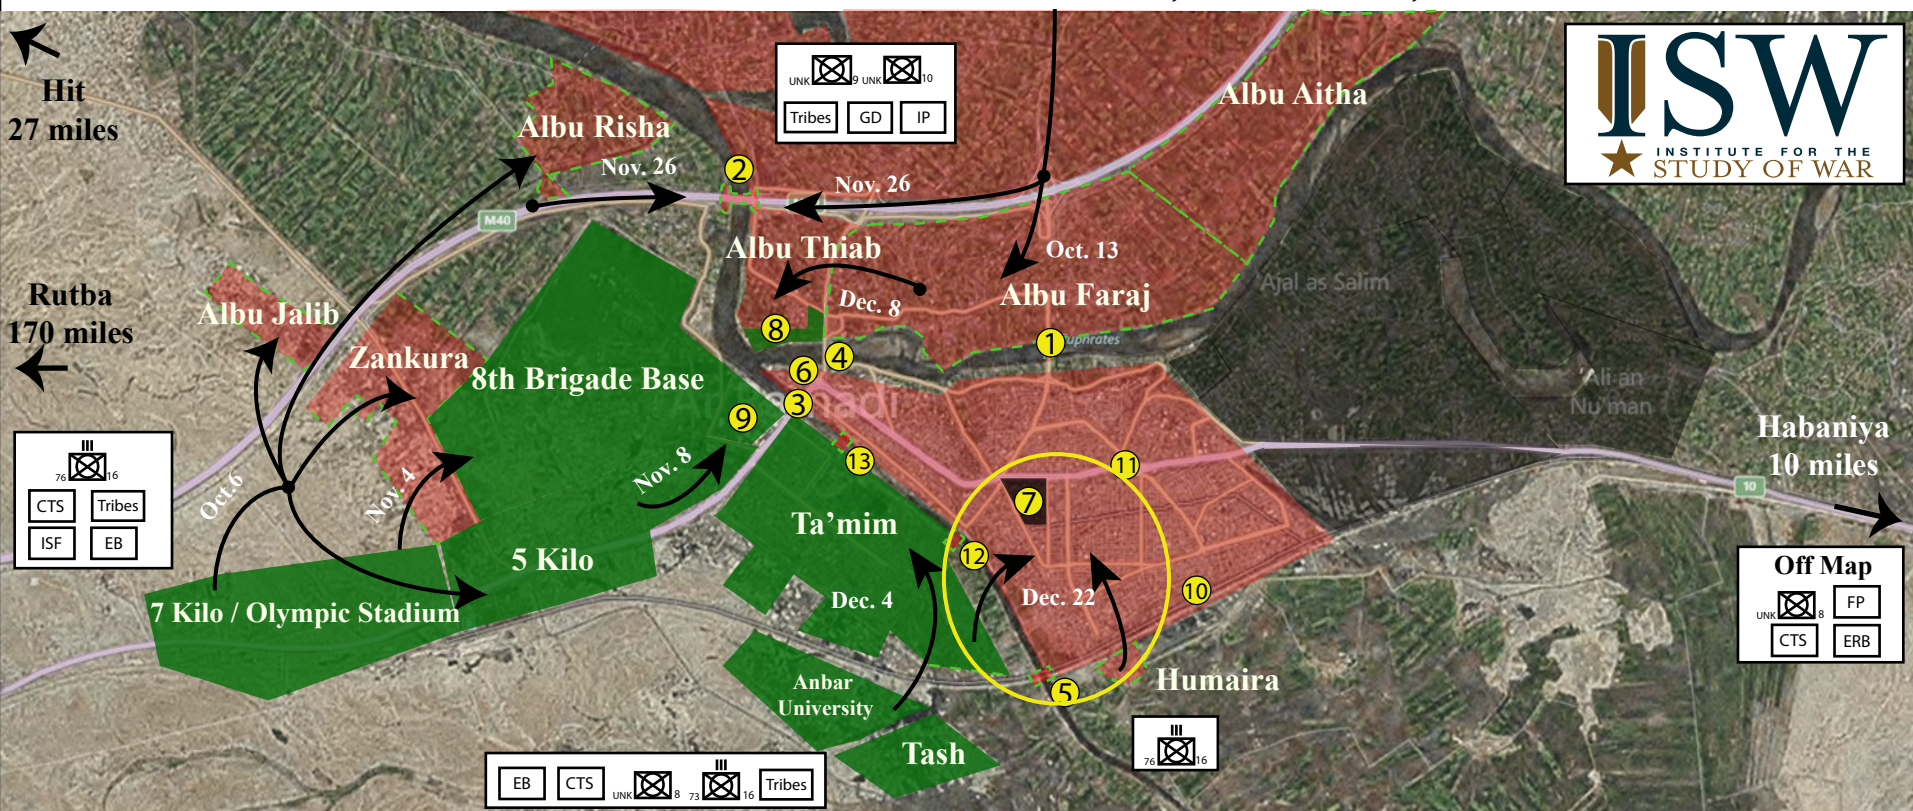 Hit
27 miles
Rutba
170 miles
Albu Risha
Nov. 26
2
UNK 9 UNK 10
Tribes GD IP
Nov. 26
Albu Aitha
ISW
INSTITUTE FOR THE
STUDY OF WAR
M40
Albu Thiab
Oct. 13
Albu Faraj
Dec. 8
Ajal as Salim
Albu Jalib
Zankura
8th Brigade Base
8
4
1
Euphrates
6
3
9
13
Ali an
Nu'man
Habaniya
10 miles
10
III
76 16
CTS Tribes
ISF EB
Oct.6
Nov. 4
Nov. 8
11
7
Ta'mim
5 Kilo
12
Dec. 4
Dec. 22
10
7 Kilo / Olympic Stadium
Anbar
University
Tash
5
Humaira
Off Map
UNK 8 FP
CTS ERB
III
76 16
III
EB CTS UNK 8 73 16 Tribes